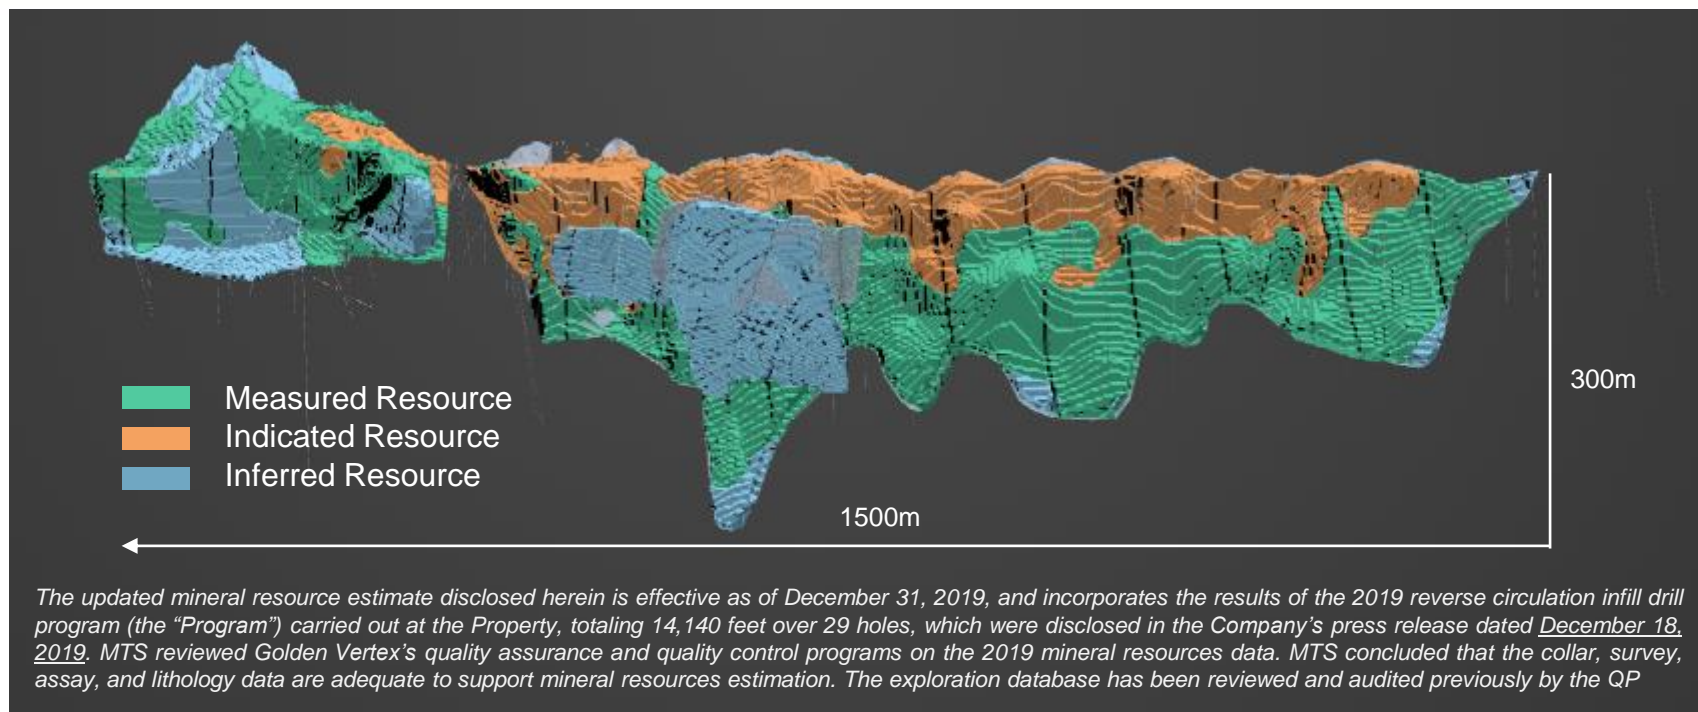 Measured Resource
Indicated Resource
Inferred Resource
300m
1500m
The updated mineral resource estimate disclosed herein is effective as of December 31, 2019, and incorporates the results of the 2019 reverse circulation infill drill
program (the “Program”) carried out at the Property, totaling 14,140 feet over 29 holes, which were disclosed in the Company’s press release dated December 18,
2019. MTS reviewed Golden Vertex’s quality assurance and quality control programs on the 2019 mineral resources data. MTS concluded that the collar, survey,
assay, and lithology data are adequate to support mineral resources estimation. The exploration database has been reviewed and audited previously by the QP